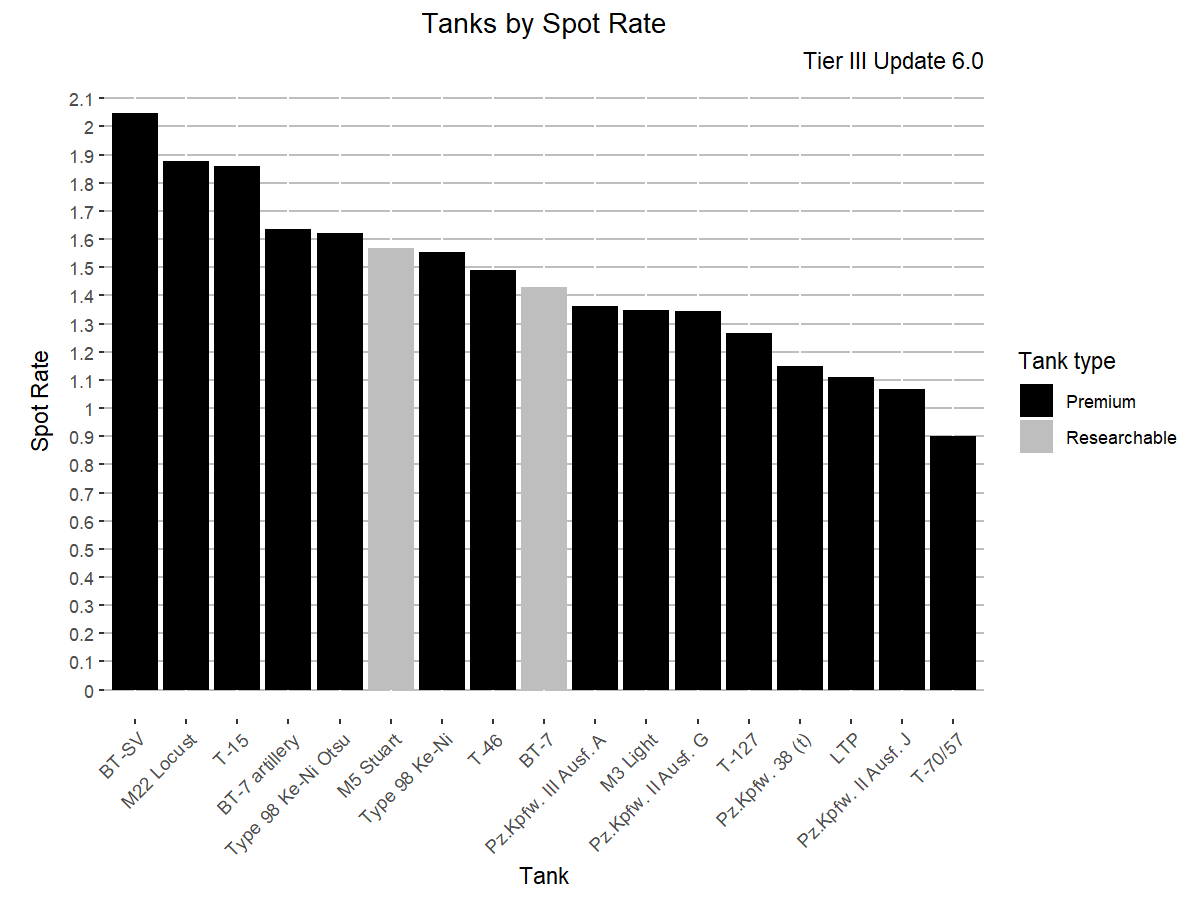 Tanks by Spot Rate
Tier III Update 6.0
2.1
2
1.9
1.8
1.7
1.6
1.5
1.4
1.3
1.2
1.1
1
0.9
0.8
0.7
0.6
0.5
0.4
0.3
0.2
0.1
0
Spot Rate
BT-SV
M22 Locust
T-15
BT-7 artillery
Type 98 Ke-Ni Otsu
M5 Stuart
Type 98 Ke-Ni
T-46
BT-7
Pz.Kpfw. III Ausf. A
M3 Light
Pz.Kpfw. II Ausf. G
T-127
Pz.Kpfw. 38 (t)
LTP
Pz.Kpfw. II Ausf. J
T-70/57
Tank
Tank type
Premium
Researchable